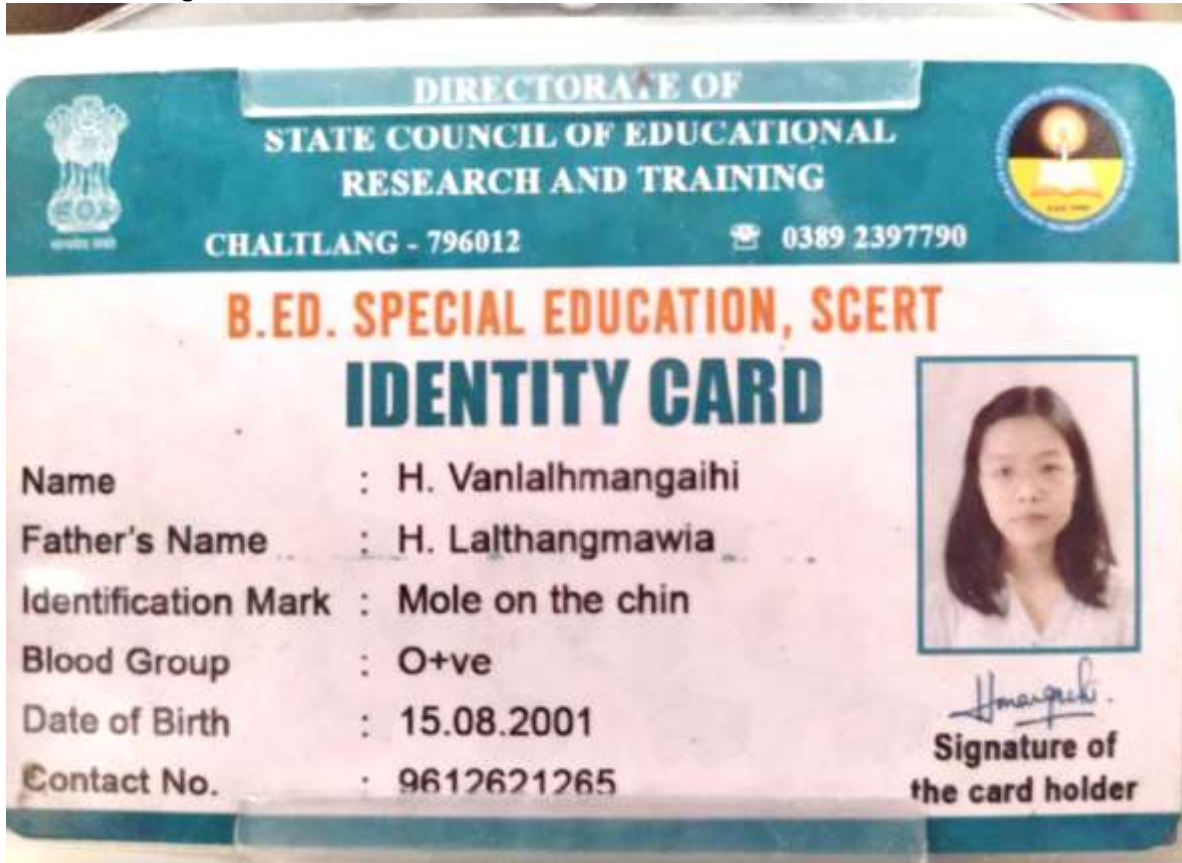 DIRECTORATE OF
STATE COUNCIL OF EDUCATIONAL
RESEARCH AND TRAINING
CHALTLANG - 796012 ☎ 0389 2397790
B.ED. SPECIAL EDUCATION, SCERT
IDENTITY CARD
Name : H. Vanlalhmangaihi
Father's Name : H. Lalthangmawia
Identification Mark : Mole on the chin
Blood Group : O+ve
Date of Birth : 15.08.2001
Contact No. : 9612621265
Signature of
the card holder